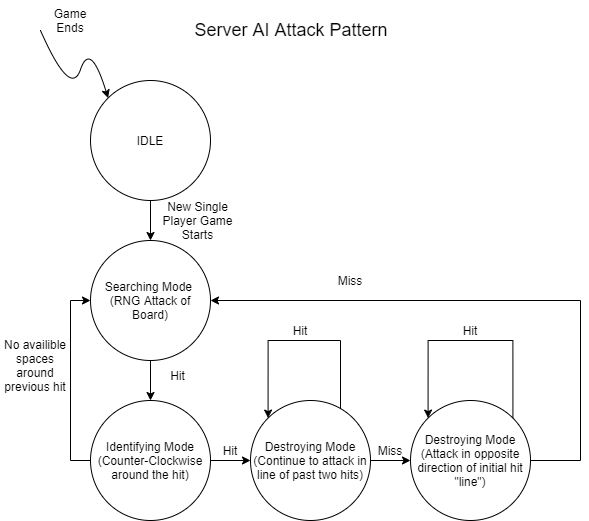 Game
Ends
Server AI Attack Pattern
IDLE
New Single
Player Game
Starts
Searching Mode
(RNG Attack of
Board)
Miss
No availible
spaces
around
previous hit
Hit
Hit
Hit
Identifying Mode
(Counter-Clockwise
around the hit)
Hit
Destroying Mode
(Continue to attack in
line of past two hits)
Miss
Destroying Mode
(Attack in opposite
direction of initial hit
"line")